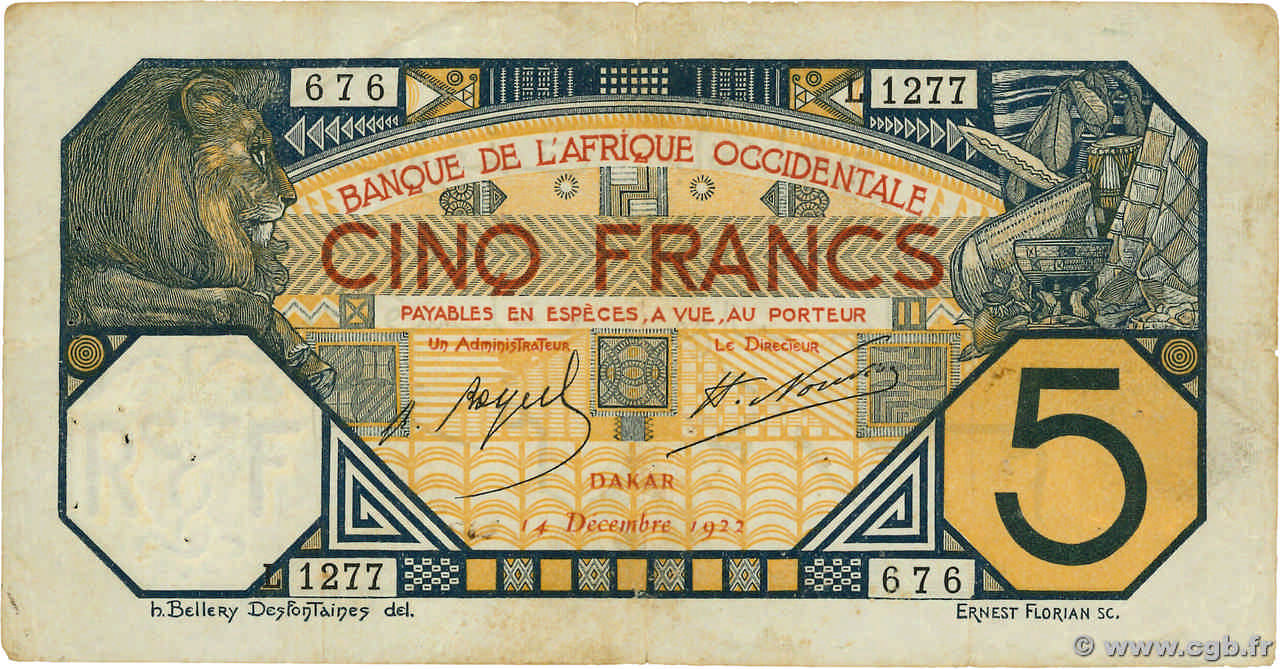 676
L 1277
BANQUE DE L'AFRIQUE OCCIDENTALE
CINQ FRANCS
PAYABLES EN ESPÈCES, A VUE, AU PORTEUR
Un Administrateur
Le Directeur
5
DAKAR
14 Décembre 1922
L 1277
676
h. Bellery Desfontaines del.
ERNEST FLORIAN SC.
© www.cgb.fr